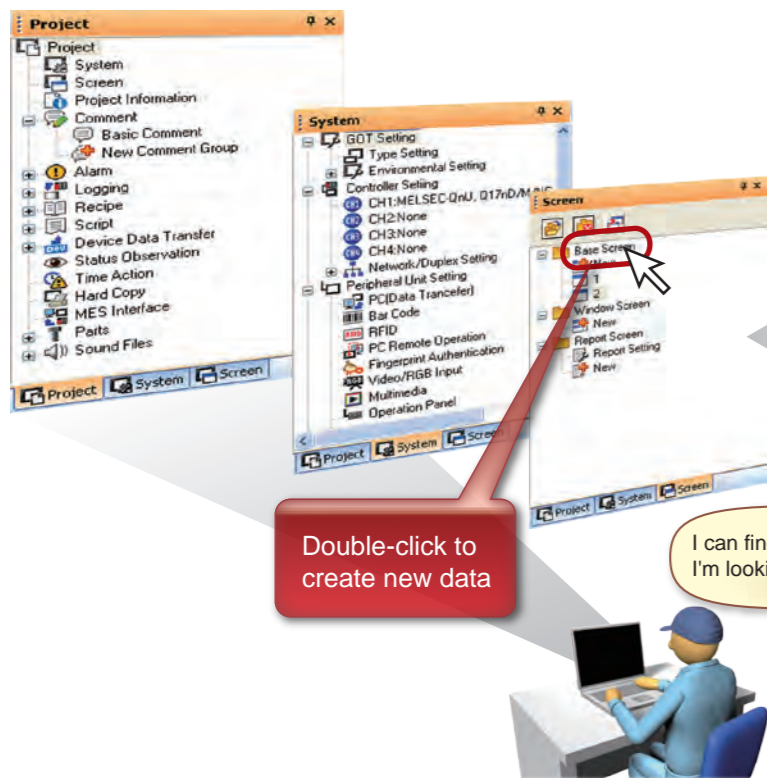 Project
Project
System
Screen
Project Information
Comment
Basic Comment
New Comment Group
Alarm
Logging
Recipe
Script
Device Data Transfer
Status Observation
Time Action
Hard Copy
MES Interface
Parts
Sound Files
Project System Screen
System
GOT Setting
Type Setting
Environmental Setting
Controller Setting
CH1:MELSEC-QnU, Q17nD/M
CH2:None
CH3:None
CH4:None
Network/Duplex Setting
Peripheral Unit Setting
PC(Data Trancefer)
Bar Code
RFID
PC Remote Operation
Fingerprint Authentication
Video/RGB Input
Multimedia
Operation Panel
Project System Screen
Screen
Base Screen
New
1
2
Window Screen
New
Report Screen
Report Setting
New
Project System Screen
Double-click to
create new data
I can fin
I'm looki